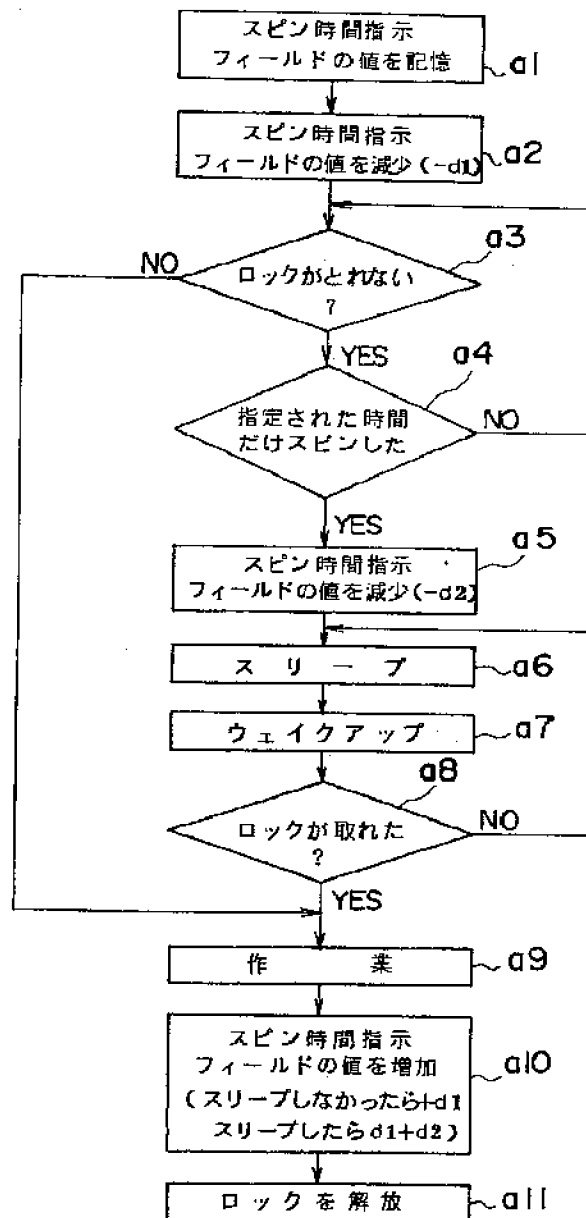 スピン時間指示
フィールドの値を記憶
a1
スピン時間指示
フィールドの値を減少(-d1)
a2
ロックがとれない
?
a3
NO
YES
指定された時間
だけスピンした
a4
NO
YES
スピン時間指示
フィールドの値を減少(-d2)
a5
スリープ
a6
ウェイクアップ
a7
ロックが取れた
?
a8
NO
YES
作業
a9
スピン時間指示
フィールドの値を増加
(スリープしなかったら+d1
スリープしたらd1+d2)
a10
ロックを解放
a11